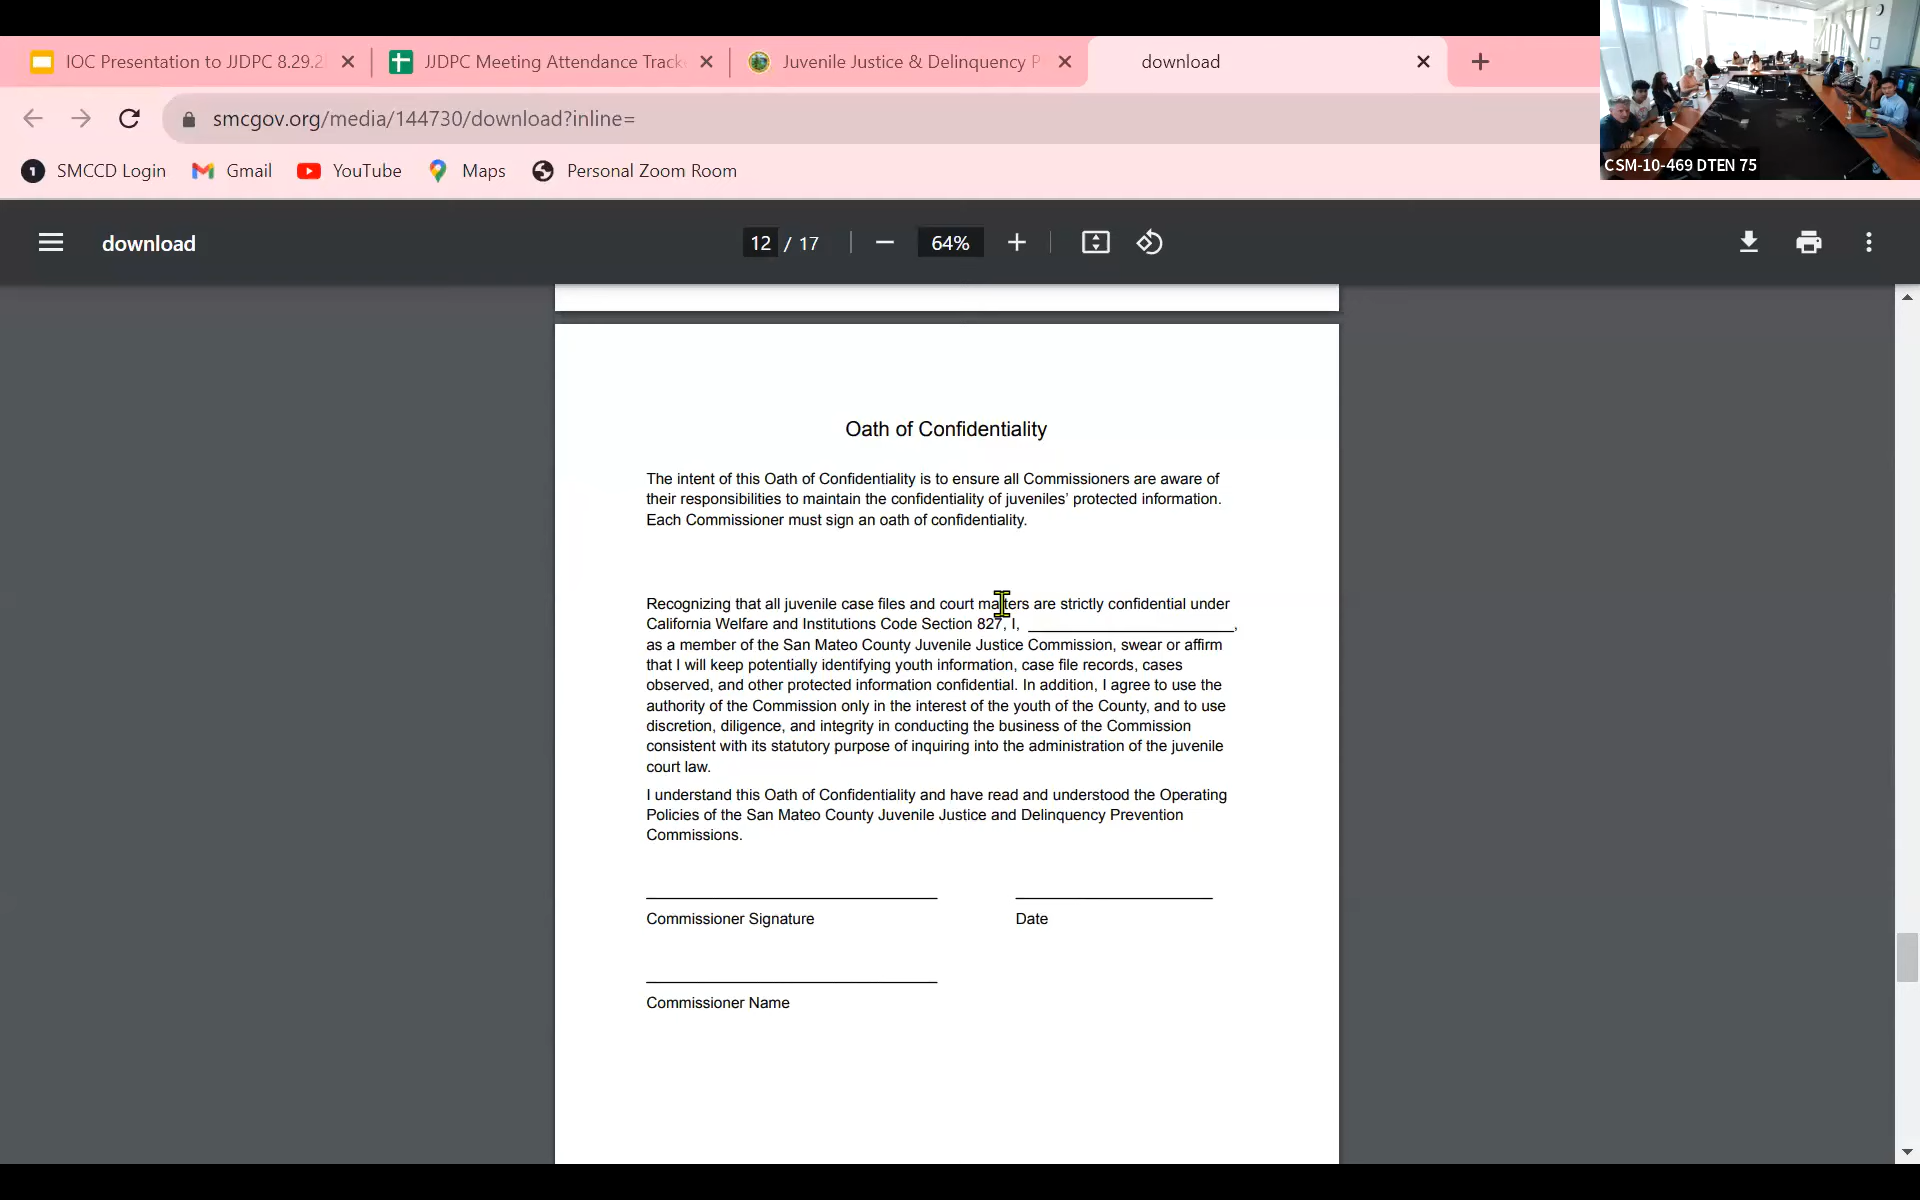 IOC Presentation to JJDPC 8.29.2
JJDPC Meeting Attendance Track
Juvenile Justice & Delinquency P
download
smcgov.org/media/144730/download?inline=
CSM-10-469 DTEN 75
SMCCD Login
Gmail
YouTube
Maps
Personal Zoom Room
download
12 / 17
64%
Oath of Confidentiality
The intent of this Oath of Confidentiality is to ensure all Commissioners are aware of
their responsibilities to maintain the confidentiality of juveniles’ protected information.
Each Commissioner must sign an oath of confidentiality.
Recognizing that all juvenile case files and court matters are strictly confidential under
California Welfare and Institutions Code Section 827, I, ________________________,
as a member of the San Mateo County Juvenile Justice Commission, swear or affirm
that I will keep potentially identifying youth information, case file records, cases
observed, and other protected information confidential. In addition, I agree to use the
authority of the Commission only in the interest of the youth of the County, and to use
discretion, diligence, and integrity in conducting the business of the Commission
consistent with its statutory purpose of inquiring into the administration of the juvenile
court law.
I understand this Oath of Confidentiality and have read and understood the Operating
Policies of the San Mateo County Juvenile Justice and Delinquency Prevention
Commissions.
Commissioner Signature
Date
Commissioner Name